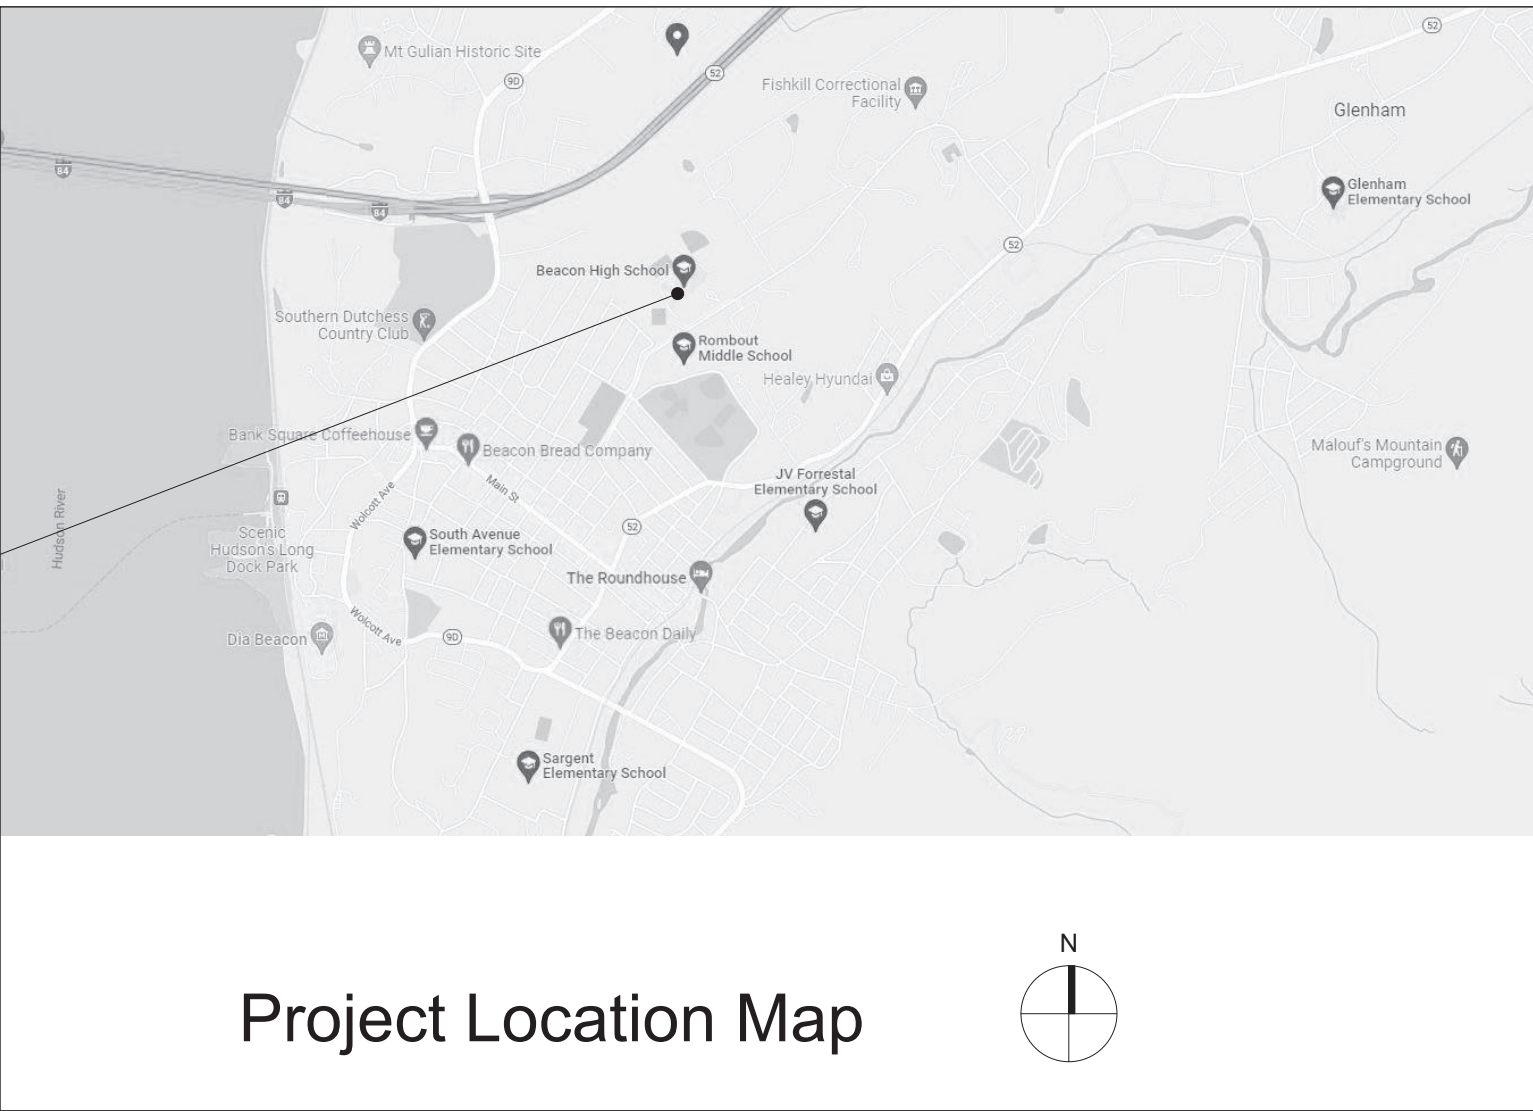 Mt Gulian Historic Site
9D
52
52
Fishkill Correctional
Facility
Glenham
84
84
84
Glenham
Elementary School
52
Beacon High School
Southern Dutchess
Country Club
Rombout
Middle School
Healey Hyundai
Bank Square Coffeehouse
Beacon Bread Company
Malouf's Mountain
Campground
JV Forrestal
Elementary School
Main St
Wolcott Ave
Hudson River
52
Scenic
Hudson's Long
Dock Park
South Avenue
Elementary School
The Roundhouse
Wolcott Ave
9D
The Beacon Daily
Dia Beacon
Sargent
Elementary School
N
Project Location Map